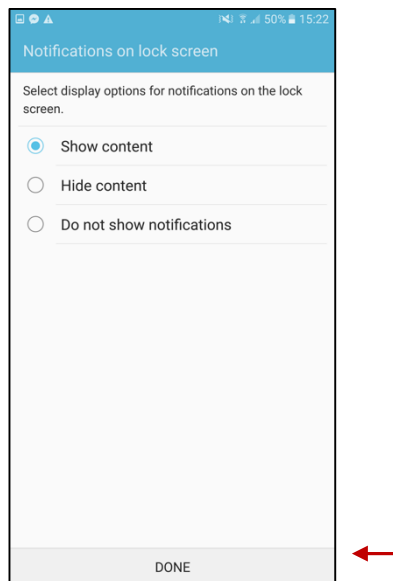 50% 15:22
Notifications on lock screen
Select display options for notifications on the lock
screen.
Show content
Hide content
Do not show notifications
DONE